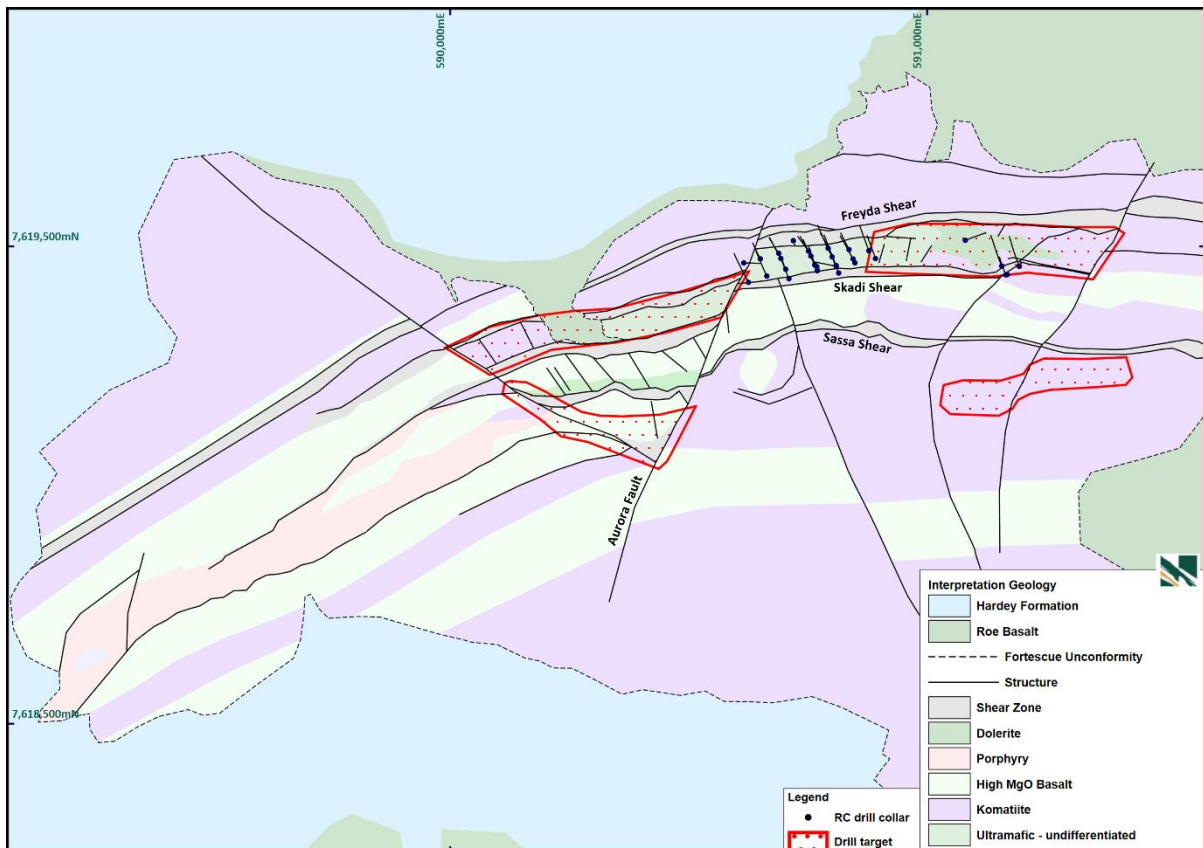 590,000mE
591,000mE
7,619,500mN
Freyda Shear
Skadi Shear
Sassa Shear
Aurora Fault
7,618,500mN
Interpretation Geology
Hardey Formation
Roe Basalt
Fortescue Unconformity
Structure
Shear Zone
Dolerite
Porphyry
High MgO Basalt
Komatiite
Ultramafic - undifferentiated
Legend
RC drill collar
Drill target